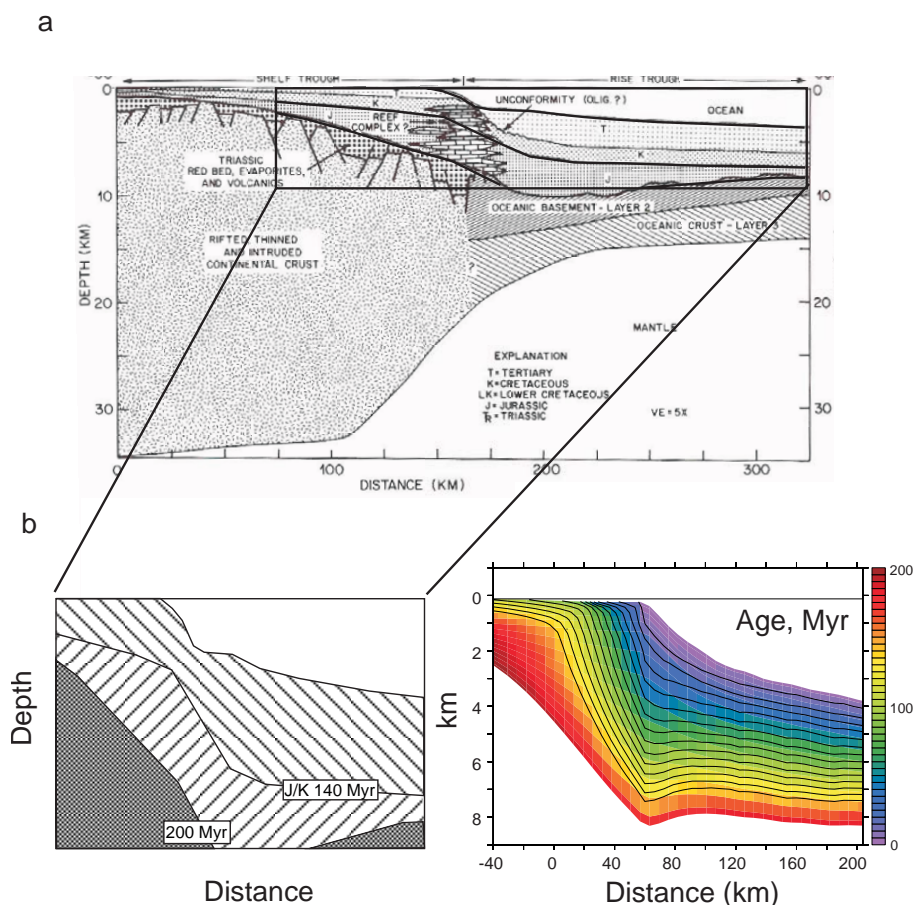 a
SHELF TROUGH
RISE TROUGH
0
T
K
J
REEF
COMPLEX ?
UNCONFORMITY (OLIG. ?)
OCEAN
T
K
J
0
TRIASSIC
RED BED, EVAPORITES,
AND VOLCANICS
10
OCEANIC BASEMENT - LAYER 2
OCEANIC CRUST - LAYER
10
RIFTED, THINNED
AND INTRUDED
CONTINENTAL CRUST
?
DEPTH (KM)
20
MANTLE
20
EXPLANATION
T = TERTIARY
K = CRETACEOUS
LK = LOWER CRETACEOUS
J = JURASSIC
TR = TRIASSIC
VE = 5X
30
30
0
100
200
300
DISTANCE (KM)
b
Depth
J/K 140 Myr
200 Myr
Distance
Age, Myr
km
0
2
4
6
8
-40
0
40
80
120
160
200
Distance (km)
200
100
0